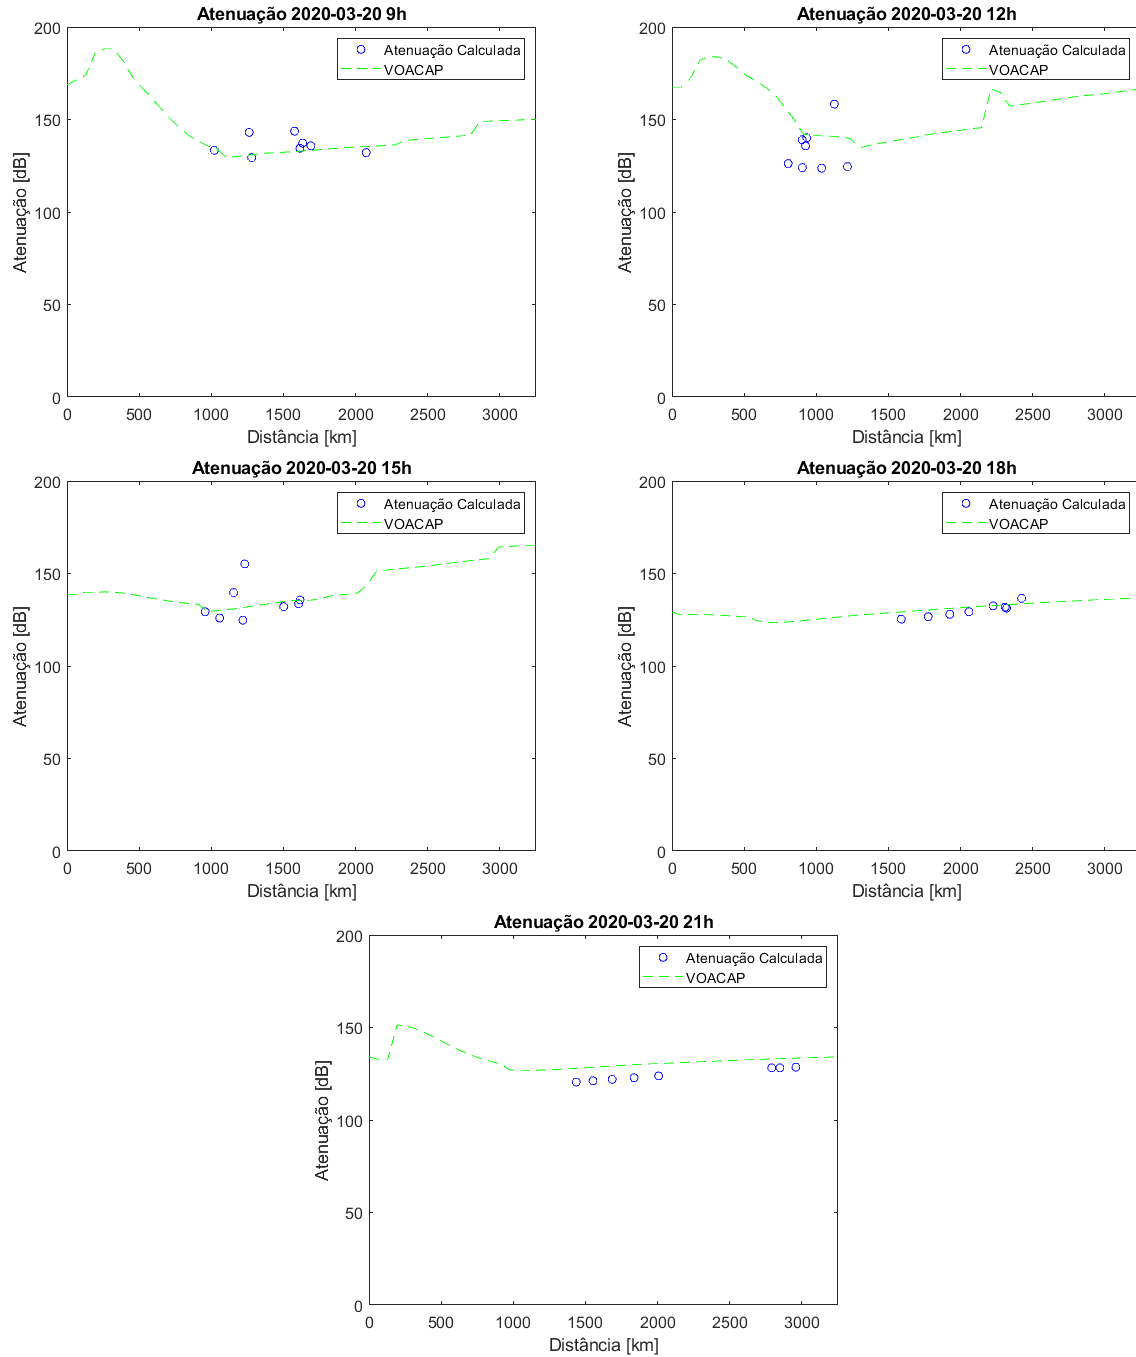 Atenuação 2020-03-20 9h
Atenuação [dB]
200
150
100
50
0
Atenuação Calculada
VOACAP
0 500 1000 1500 2000 2500 3000
Distância [km]
Atenuação 2020-03-20 12h
Atenuação [dB]
200
150
100
50
0
Atenuação Calculada
VOACAP
0 500 1000 1500 2000 2500 3000
Distância [km]
Atenuação 2020-03-20 15h
Atenuação [dB]
200
150
100
50
0
Atenuação Calculada
VOACAP
0 500 1000 1500 2000 2500 3000
Distância [km]
Atenuação 2020-03-20 18h
Atenuação [dB]
200
150
100
50
0
Atenuação Calculada
VOACAP
0 500 1000 1500 2000 2500 3000
Distância [km]
Atenuação 2020-03-20 21h
Atenuação [dB]
200
150
100
50
0
Atenuação Calculada
VOACAP
0 500 1000 1500 2000 2500 3000
Distância [km]